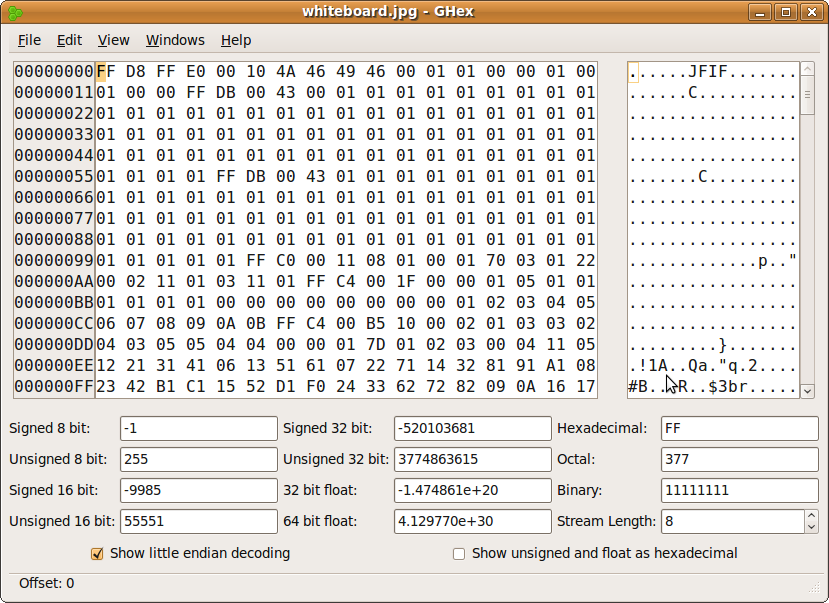 whiteboard.jpg - GHex
File Edit View Windows Help
00000000 FF D8 FF E0 00 10 4A 46 49 46 00 01 01 00 00 01 00 ......JFIF.......
00000011 01 00 00 FF DB 00 43 00 01 01 01 01 01 01 01 01 01 ......C..........
00000022 01 01 01 01 01 01 01 01 01 01 01 01 01 01 01 01 01 .................
00000033 01 01 01 01 01 01 01 01 01 01 01 01 01 01 01 01 01 .................
00000044 01 01 01 01 01 01 01 01 01 01 01 01 01 01 01 01 01 .................
00000055 01 01 01 01 FF DB 00 43 01 01 01 01 01 01 01 01 01 .......C.........
00000066 01 01 01 01 01 01 01 01 01 01 01 01 01 01 01 01 01 .................
00000077 01 01 01 01 01 01 01 01 01 01 01 01 01 01 01 01 01 .................
00000088 01 01 01 01 01 01 01 01 01 01 01 01 01 01 01 01 01 .................
00000099 01 01 01 01 01 FF C0 00 11 08 01 00 01 70 03 01 22 .............p.."
000000AA 00 02 11 01 03 11 01 FF C4 00 1F 00 00 01 05 01 01 .................
000000BB 01 01 01 01 00 00 00 00 00 00 00 00 01 02 03 04 05 .................
000000CC 06 07 08 09 0A 0B FF C4 00 B5 10 00 02 01 03 03 02 .................
000000DD 04 03 05 05 04 04 00 00 01 7D 01 02 03 00 04 11 05 .........}.......
000000EE 12 21 31 41 06 13 51 61 07 22 71 14 32 81 91 A1 08 .!1A..Qa."q.2....
000000FF 23 42 B1 C1 15 52 D1 F0 24 33 62 72 82 09 0A 16 17 #B...R..$3br.....
Signed 8 bit: -1 Signed 32 bit: -520103681 Hexadecimal: FF
Unsigned 8 bit: 255 Unsigned 32 bit: 3774863615 Octal: 377
Signed 16 bit: -9985 32 bit float: -1.474861e+20 Binary: 11111111
Unsigned 16 bit: 55551 64 bit float: 4.129770e+30 Stream Length: 8
Show little endian decoding Show unsigned and float as hexadecimal
Offset: 0